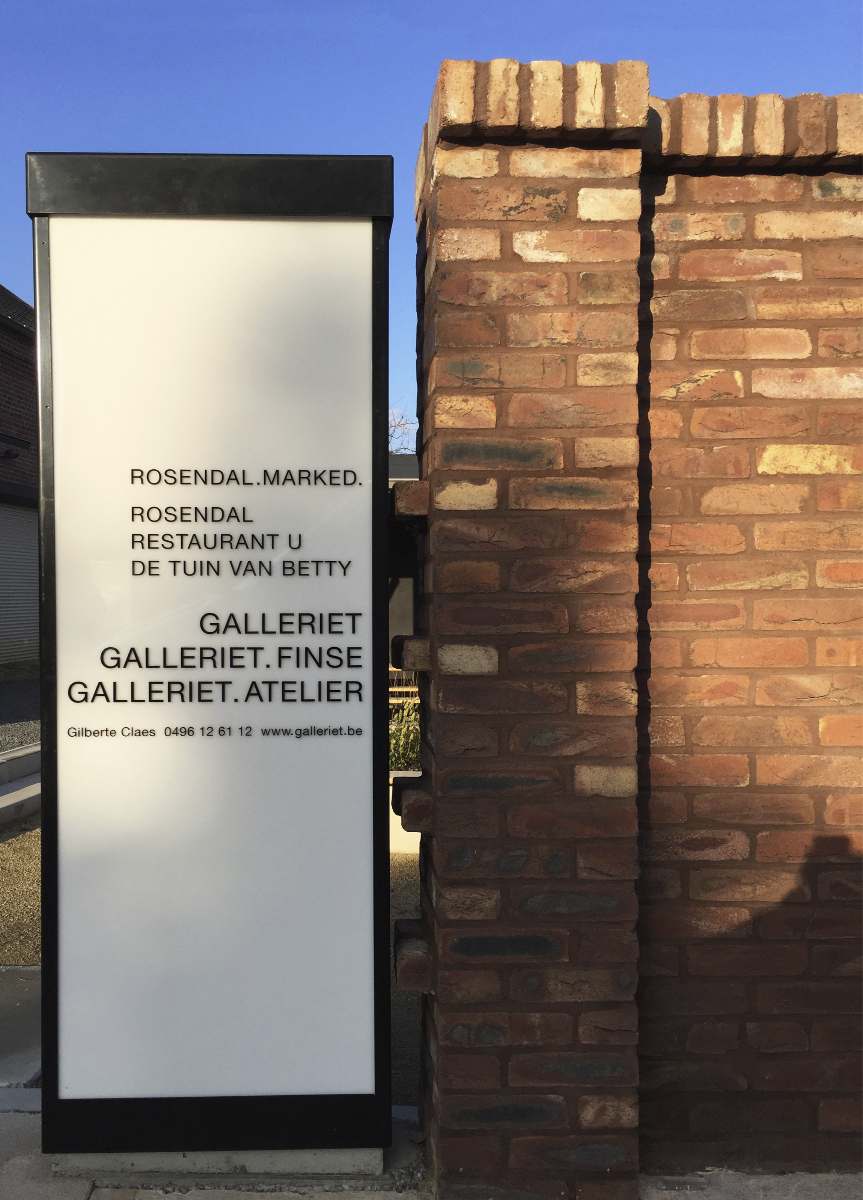 ROSENDAL.MARKED.
ROSENDAL
RESTAURANT U
DE TUIN VAN BETTY
GALLERIET
GALLERIET.FINSE
GALLERIET.ATELIER
Gilberte Claes 0496 12 61 12 www.galleriet.be